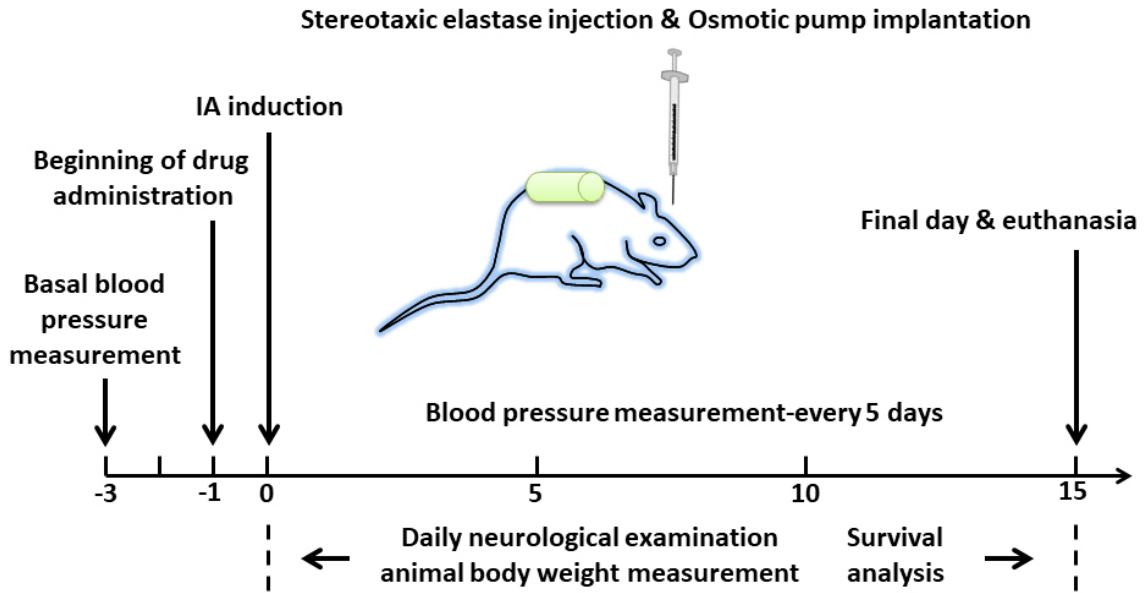 Stereotaxic elastase injection & Osmotic pump implantation
IA induction
Beginning of drug
administration
Basal blood
pressure
measurement
Final day & euthanasia
Blood pressure measurement-every 5 days
-3 -1 0 5 10 15
Daily neurological examination
animal body weight measurement
Survival
analysis